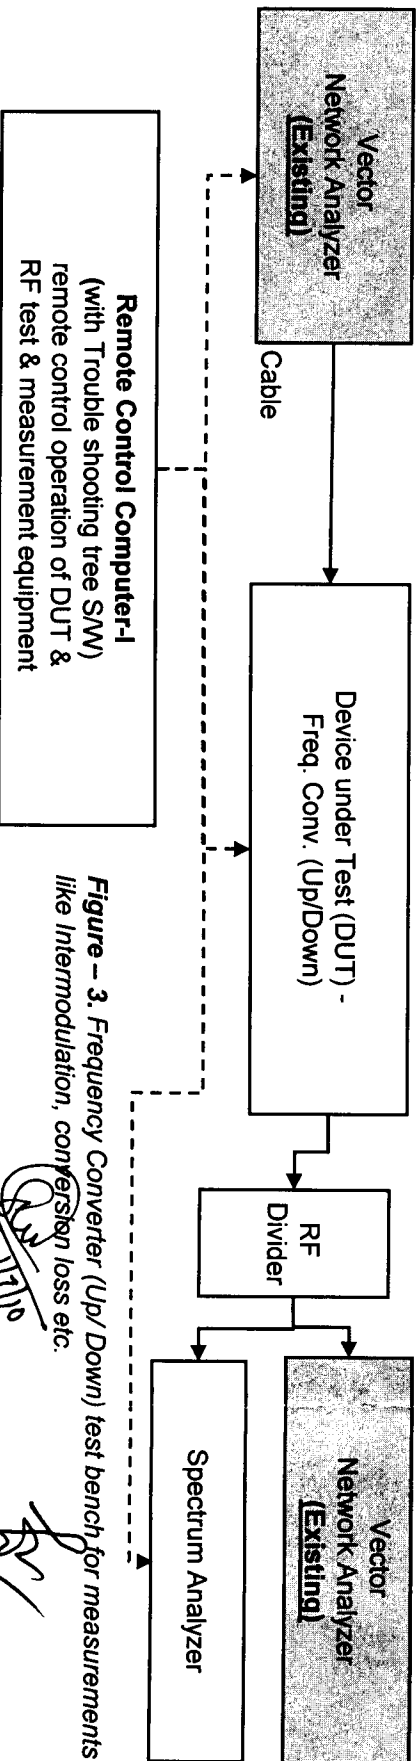 Vector
Network Analyzer
(Existing)
Cable
Device under Test (DUT) -
Freq. Conv. (Up/Down)
RF
Divider
Vector
Network Analyzer
(Existing)
Spectrum Analyzer
Remote Control Computer-I
(with Trouble shooting tree S/W)
remote control operation of DUT &
RF test & measurement equipment
Figure – 3. Frequency Converter (Up/ Down) test bench for measurements
like Intermodulation, conversion loss etc.